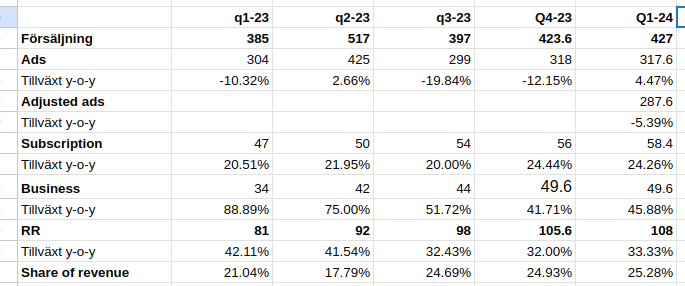 q1-23 q2-23 q3-23 Q4-23 Q1-24
Försäljning 385 517 397 423.6 427
Ads 304 425 299 318 317.6
Tillväxt y-o-y -10.32% 2.66% -19.84% -12.15% 4.47%
Adjusted ads 287.6
Tillväxt y-o-y -5.39%
Subscription 47 50 54 56 58.4
Tillväxt y-o-y 20.51% 21.95% 20.00% 24.44% 24.26%
Business 34 42 44 49.6 49.6
Tillväxt y-o-y 88.89% 75.00% 51.72% 41.71% 45.88%
RR 81 92 98 105.6 108
Tillväxt y-o-y 42.11% 41.54% 32.43% 32.00% 33.33%
Share of revenue 21.04% 17.79% 24.69% 24.93% 25.28%